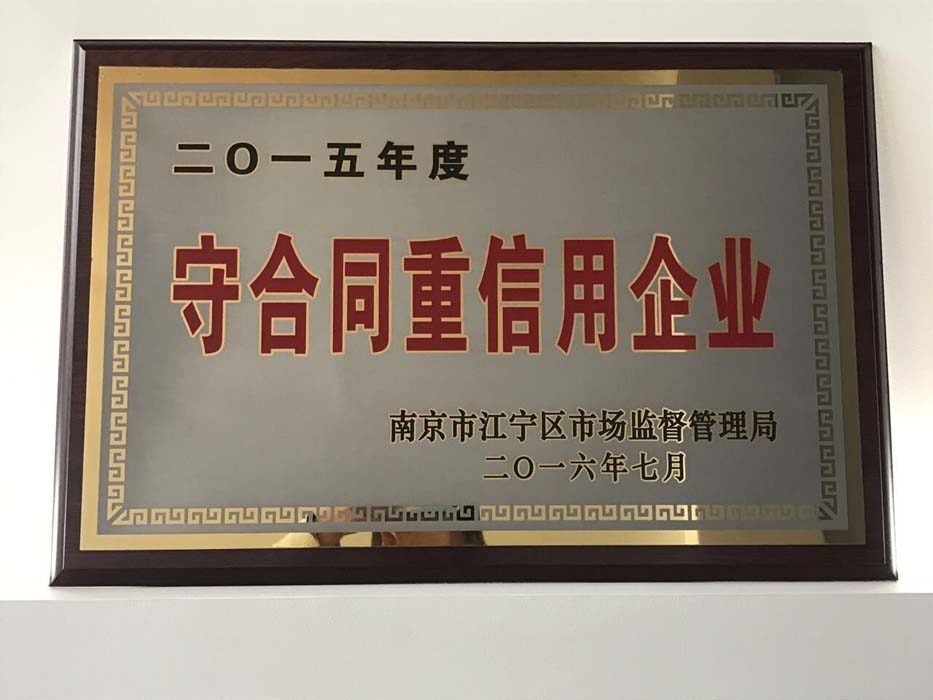 二〇一五年度
守合同重信用企业
南京市江宁区市场监督管理局
二〇一六年七月